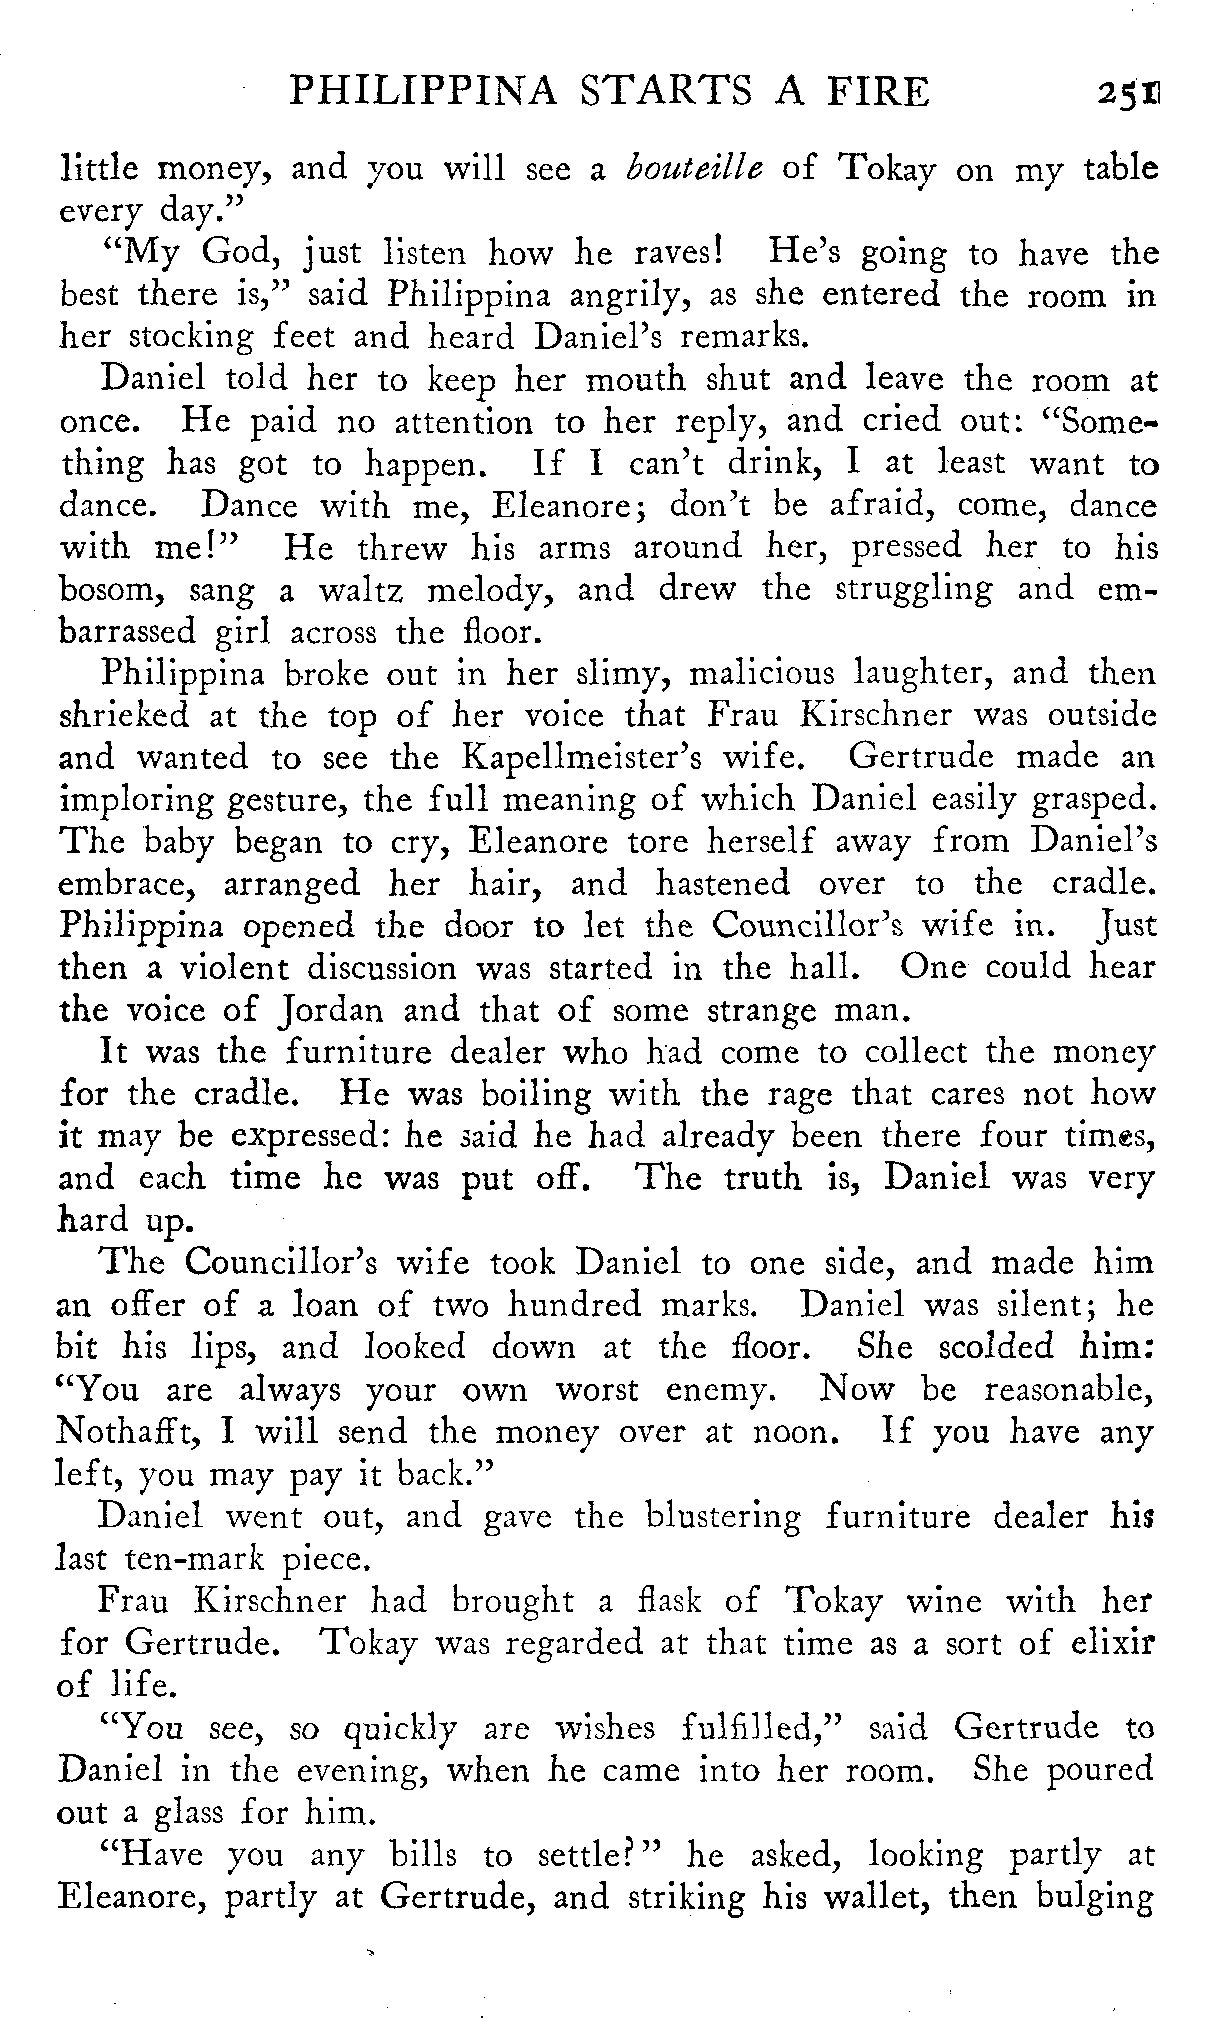 PHILIPPINA STARTS A FIRE 251
little money, and you will see a bouteille of Tokay on my table
every day.”
“My God, just listen how he raves! He’s going to have the
best there is,” said Philippina angrily, as she entered the room in
her stocking feet and heard Daniel’s remarks.
Daniel told her to keep her mouth shut and leave the room at
once. He paid no attention to her reply, and cried out: “Some-
thing has got to happen. If I can’t drink, I at least want to
dance. Dance with me, Eleanore; don’t be afraid, come, dance
with me!” He threw his arms around her, pressed her to his
bosom, sang a waltz melody, and drew the struggling and em-
barrassed girl across the floor.
Philippina broke out in her slimy, malicious laughter, and then
shrieked at the top of her voice that Frau Kirschner was outside
and wanted to see the Kapellmeister’s wife. Gertrude made an
imploring gesture, the full meaning of which Daniel easily grasped.
The baby began to cry, Eleanore tore herself away from Daniel’s
embrace, arranged her hair, and hastened over to the cradle.
Philippina opened the door to let the Councillor’s wife in. Just
then a violent discussion was started in the hall. One could hear
the voice of Jordan and that of some strange man.
It was the furniture dealer who had come to collect the money
for the cradle. He was boiling with the rage that cares not how
it may be expressed: he said he had already been there four times,
and each time he was put off. The truth is, Daniel was very
hard up.
The Councillor’s wife took Daniel to one side, and made him
an offer of a loan of two hundred marks. Daniel was silent; he
bit his lips, and looked down at the floor. She scolded him:
“You are always your own worst enemy. Now be reasonable,
Nothafft, I will send the money over at noon. If you have any
left, you may pay it back.”
Daniel went out, and gave the blustering furniture dealer his
last ten-mark piece.
Frau Kirschner had brought a flask of Tokay wine with her
for Gertrude. Tokay was regarded at that time as a sort of elixir
of life.
“You see, so quickly are wishes fulfilled,” said Gertrude to
Daniel in the evening, when he came into her room. She poured
out a glass for him.
“Have you any bills to settle?” he asked, looking partly at
Eleanore, partly at Gertrude, and striking his wallet, then bulging